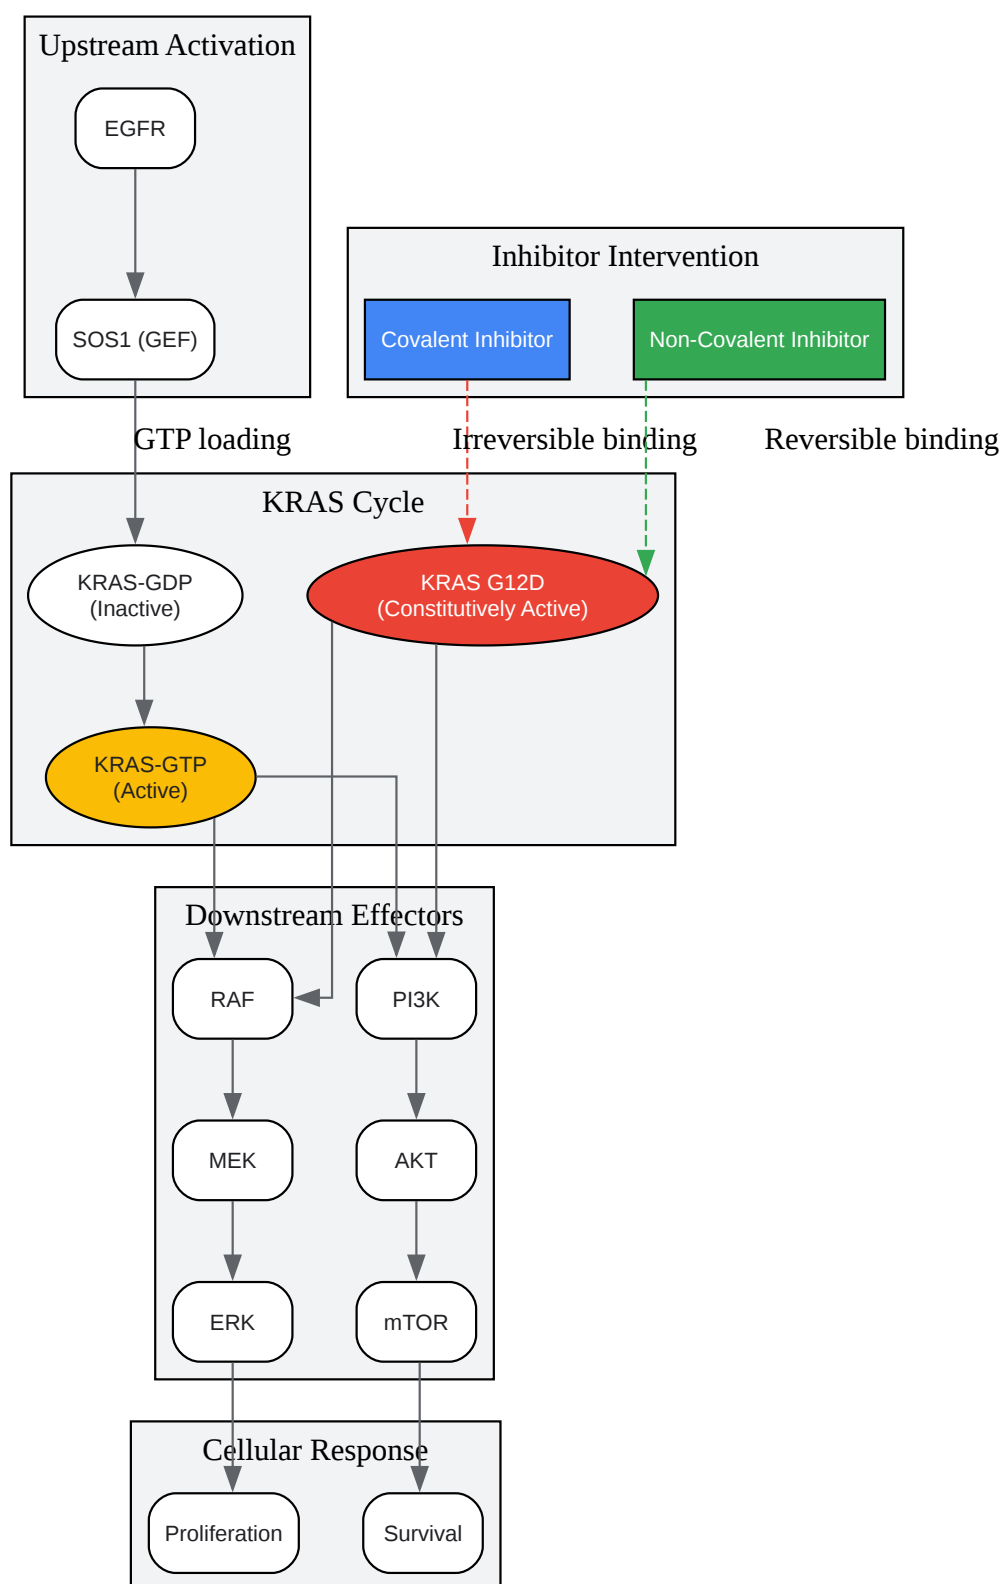 Upstream Activation
EGFR
SOS1 (GEF)
Inhibitor Intervention
Covalent Inhibitor
Non-Covalent Inhibitor
GTP loading
Irreversible binding
Reversible binding
KRAS Cycle
KRAS-GDP
(Inactive)
KRAS G12D
(Constitutively Active)
KRAS-GTP
(Active)
Downstream Effectors
RAF
PI3K
MEK
AKT
ERK
mTOR
Cellular Response
Proliferation
Survival